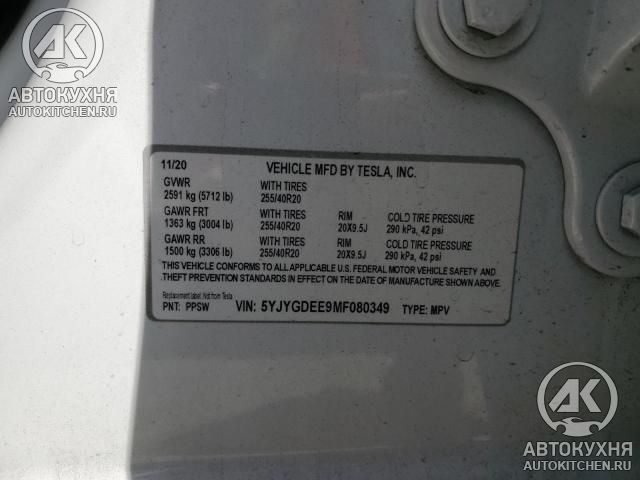 АК
АВТОКУХНЯ
AUTOKITCHEN.RU
11/20 VEHICLE MFD BY TESLA, INC.
GVWR WITH TIRES
2591 kg (5712 lb) 255/40R20
GAWR FRT WITH TIRES RIM COLD TIRE PRESSURE
1363 kg (3004 lb) 255/40R20 20X9.5J 290 kPa, 42 psi
GAWR RR WITH TIRES RIM COLD TIRE PRESSURE
1500 kg (3306 lb) 255/40R20 20X9.5J 290 kPa, 42 psi
THIS VEHICLE CONFORMS TO ALL APPLICABLE U.S. FEDERAL MOTOR VEHICLE SAFETY AND
THEFT PREVENTION STANDARDS IN EFFECT ON THE DATE OF MANUFACTURE SHOWN ABOVE.
Replacement label. Not from Tesla
PNT: PPSW VIN: 5YJYGDEE9MF080349 TYPE: MPV
АК
АВТОКУХНЯ
AUTOKITCHEN.RU